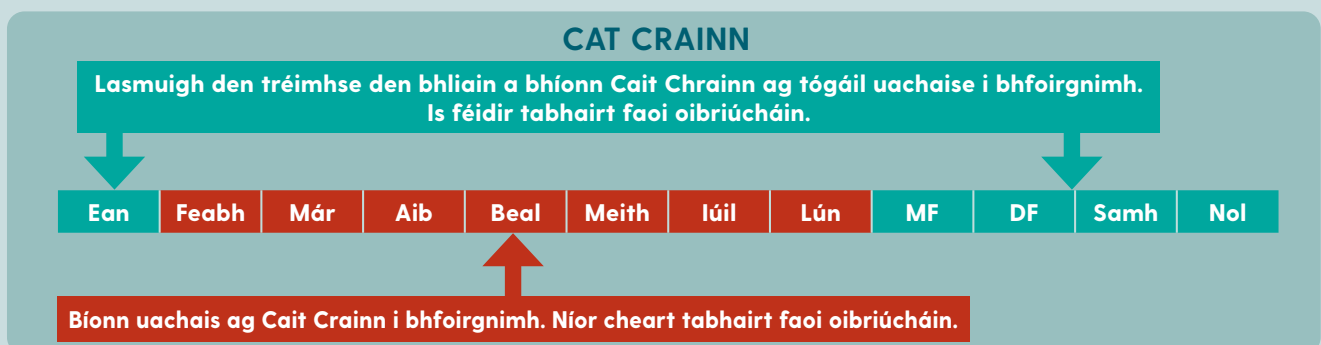 CAT CRAINN
Lasmuigh den tréimhse den bhliain a bhíonn Cait Chrainn ag tógáil uachaise i bhfoirgnimh.
Is féidir tabhairt faoi oibriúcháin.
Ean Feabh Már Aib Beal Meith Iúil Lún MF DF Samh Nol
Bíonn uachais ag Cait Crainn i bhfoirgnimh. Níor cheart tabhairt faoi oibriúcháin.